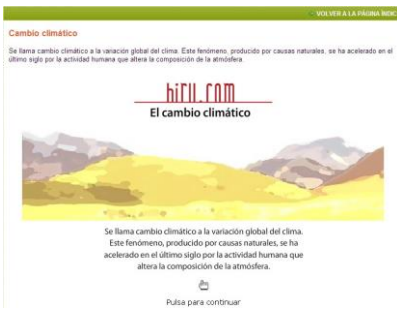 VOLVER A LA PÁGINA ÍNDIC
Cambio climático
Se llama cambio climático a la variación global del clima. Este fenómeno, producido por causas naturales, se ha acelerado en el
último siglo por la actividad humana que altera la composición de la atmósfera.
hiru.com
El cambio climático
Se llama cambio climático a la variación global del clima.
Este fenómeno, producido por causas naturales, se ha
acelerado en el último siglo por la actividad humana que
altera la composición de la atmósfera.
Pulsa para continuar